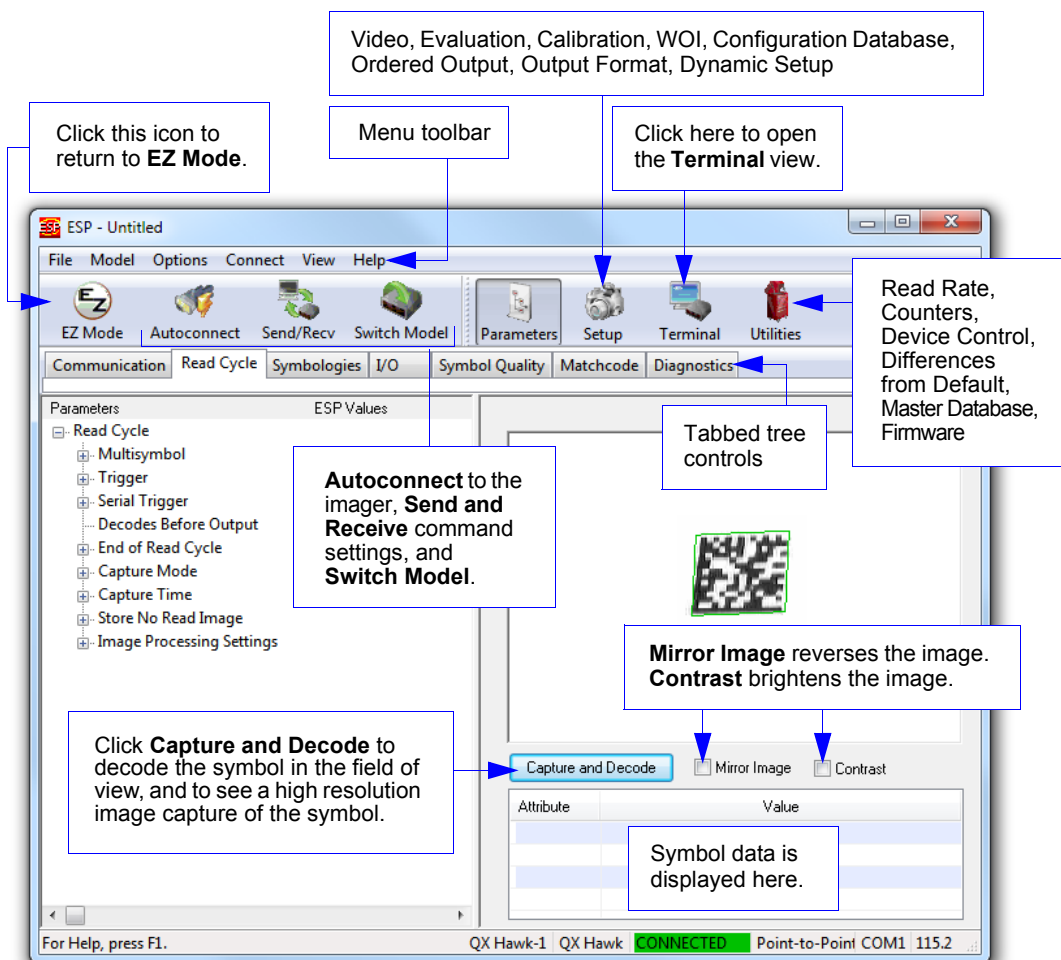 Video, Evaluation, Calibration, WOI, Configuration Database,
Ordered Output, Output Format, Dynamic Setup
Click this icon to
return to EZ Mode.
Menu toolbar
Click here to open
the Terminal view.
ESP - Untitled
File Model Options Connect View Help
EZ
EZ Mode Autoconnect Send/Recv Switch Model Parameters Setup Terminal Utilities
Read Rate,
Counters,
Device Control,
Differences
from Default,
Master Database,
Firmware
Communication Read Cycle Symbologies I/O Symbol Quality Matchcode Diagnostics
Parameters ESP Values
Read Cycle
Multisymbol
Trigger
Serial Trigger
Decodes Before Output
End of Read Cycle
Capture Mode
Capture Time
Store No Read Image
Image Processing Settings
Autoconnect to the
imager, Send and
Receive command
settings, and
Switch Model.
Tabbed tree
controls
Mirror Image reverses the image.
Contrast brightens the image.
Click Capture and Decode to
decode the symbol in the field of
view, and to see a high resolution
image capture of the symbol.
Capture and Decode Mirror Image Contrast
Attribute Value
Symbol data is
displayed here.
For Help, press F1. QX Hawk-1 QX Hawk CONNECTED Point-to-Point COM1 115.2